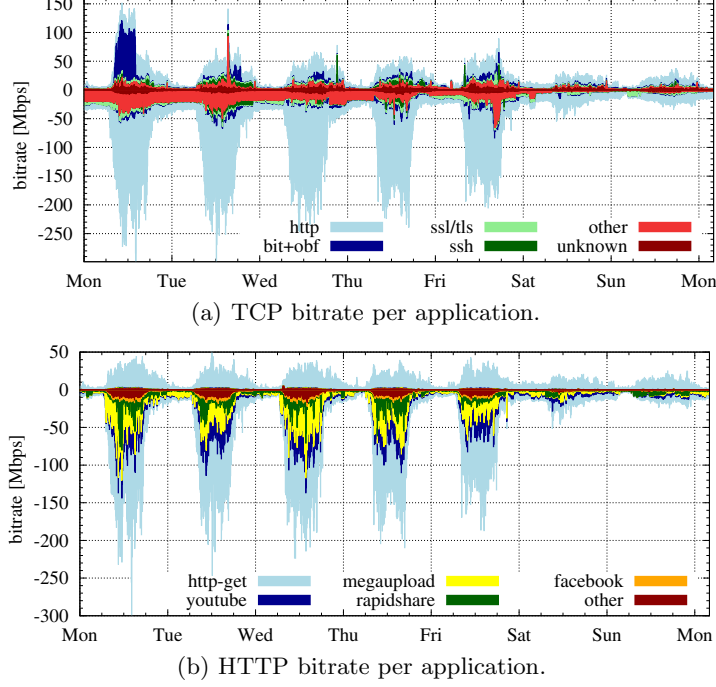 150
100
50
0
-50
-100
-150
-200
-250
bitrate [Mbps]
http ssl/tls other
bit+obf ssh unknown
Mon Tue Wed Thu Fri Sat Sun Mon
(a) TCP bitrate per application.
50
0
-50
-100
-150
-200
-250
-300
bitrate [Mbps]
http-get megaupload facebook
youtube rapidshare other
Mon Tue Wed Thu Fri Sat Sun Mon
(b) HTTP bitrate per application.